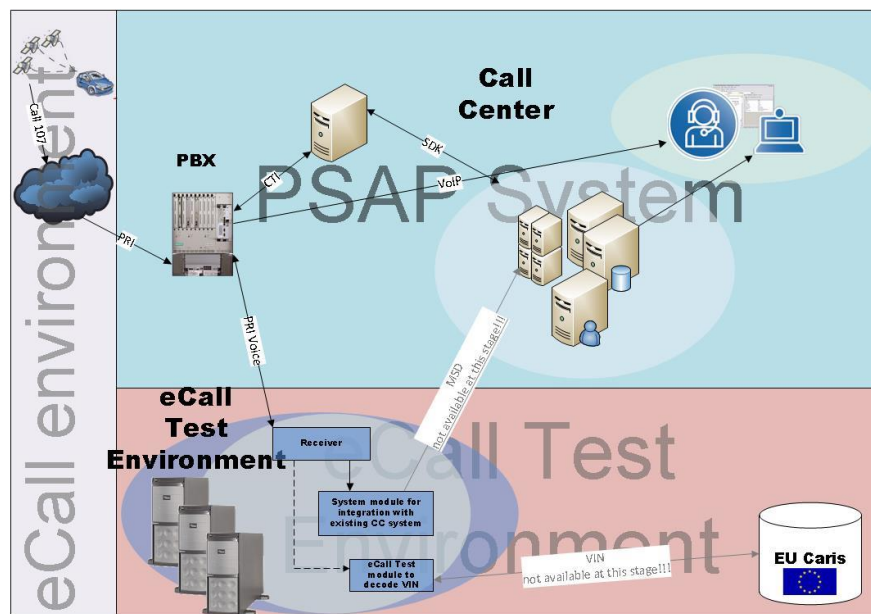 eCall environment
Call 107
PRI
PBX
CTI
SDK
VoIP
Call
Center
PSAP System
PRI Voice
MSD
not available at this stage!!!
eCall
Test
Environment
eCall Test
Environment
Receiver
System module for
integration with
existing CC system
eCall Test
module to
decode VIN
VIN
not available at this stage!!!
EU Caris